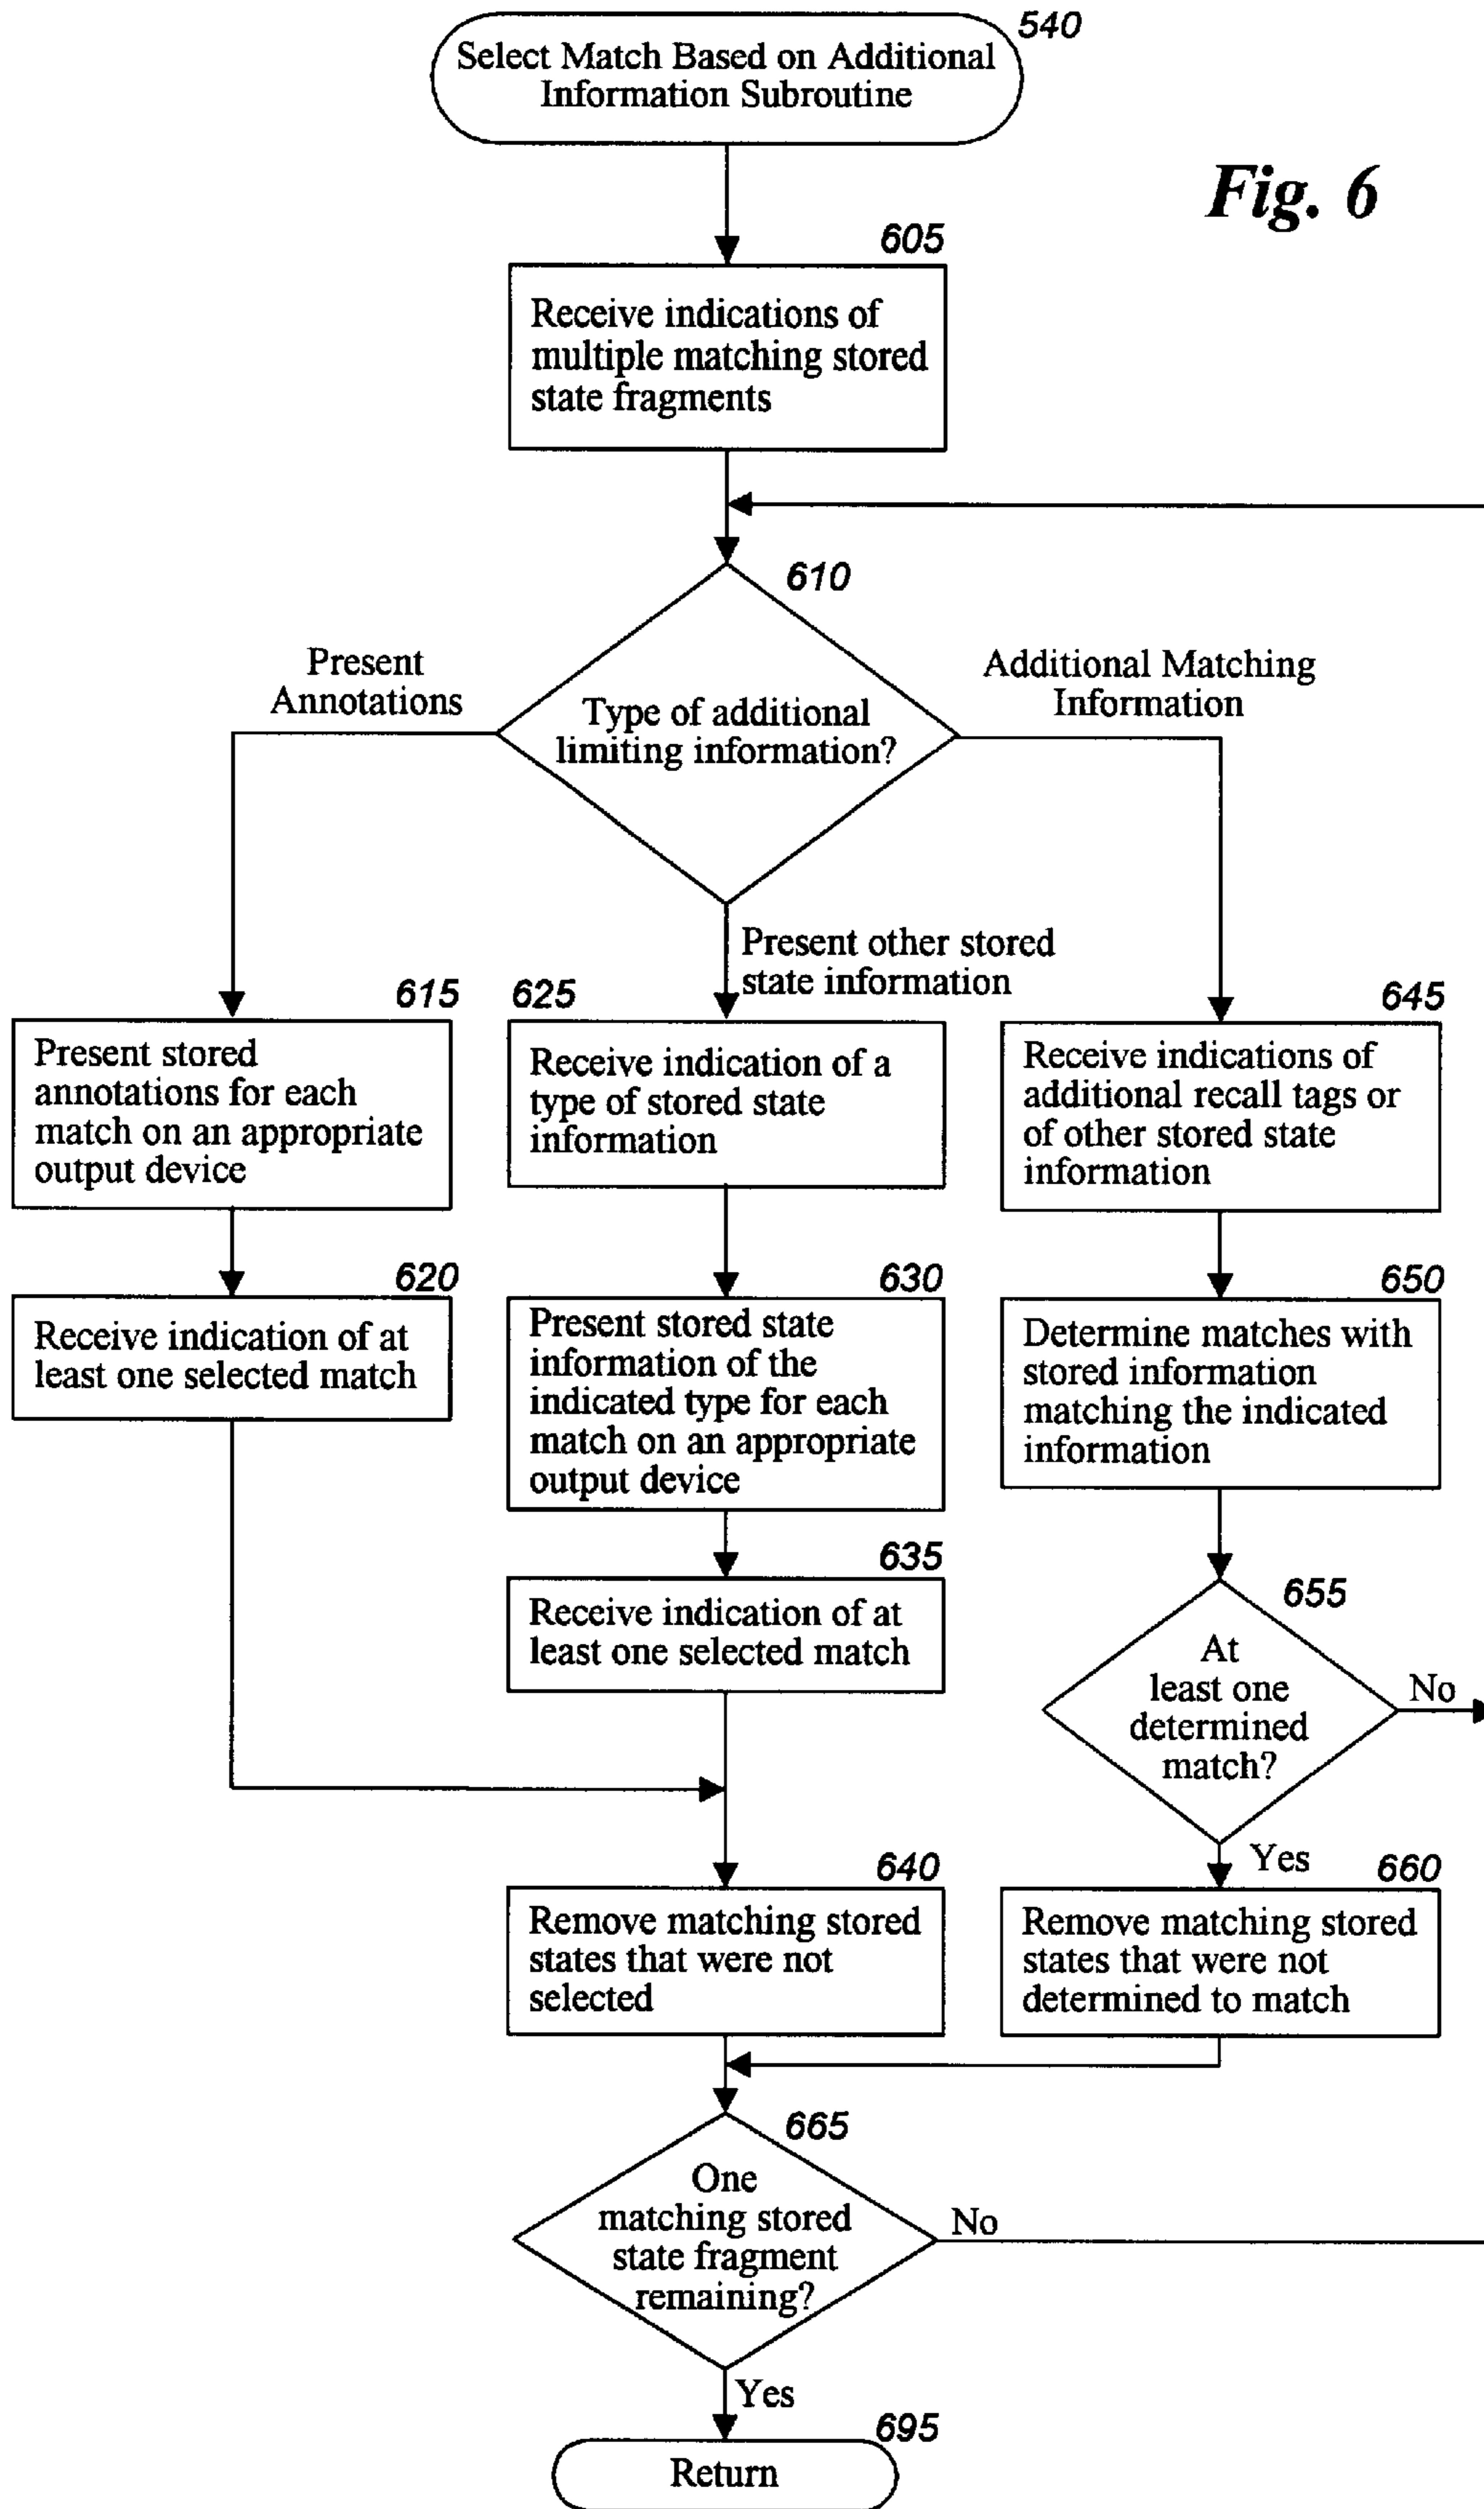 540
Select Match Based on Additional
Information Subroutine
Fig. 6
605
Receive indications of
multiple matching stored
state fragments
610
Type of additional
limiting information?
Present
Annotations
Additional Matching
Information
Present other stored
state information
615
Present stored
annotations for each
match on an appropriate
output device
620
Receive indication of at
least one selected match
625
Receive indication of a
type of stored state
information
630
Present stored state
information of the
indicated type for each
match on an appropriate
output device
635
Receive indication of at
least one selected match
645
Receive indications of
additional recall tags or
of other stored state
information
650
Determine matches with
stored information
matching the indicated
information
655
At
least one
determined
match?
No
Yes
640
Remove matching stored
states that were not
selected
660
Remove matching stored
states that were not
determined to match
665
One
matching stored
state fragment
remaining?
No
Yes
695
Return